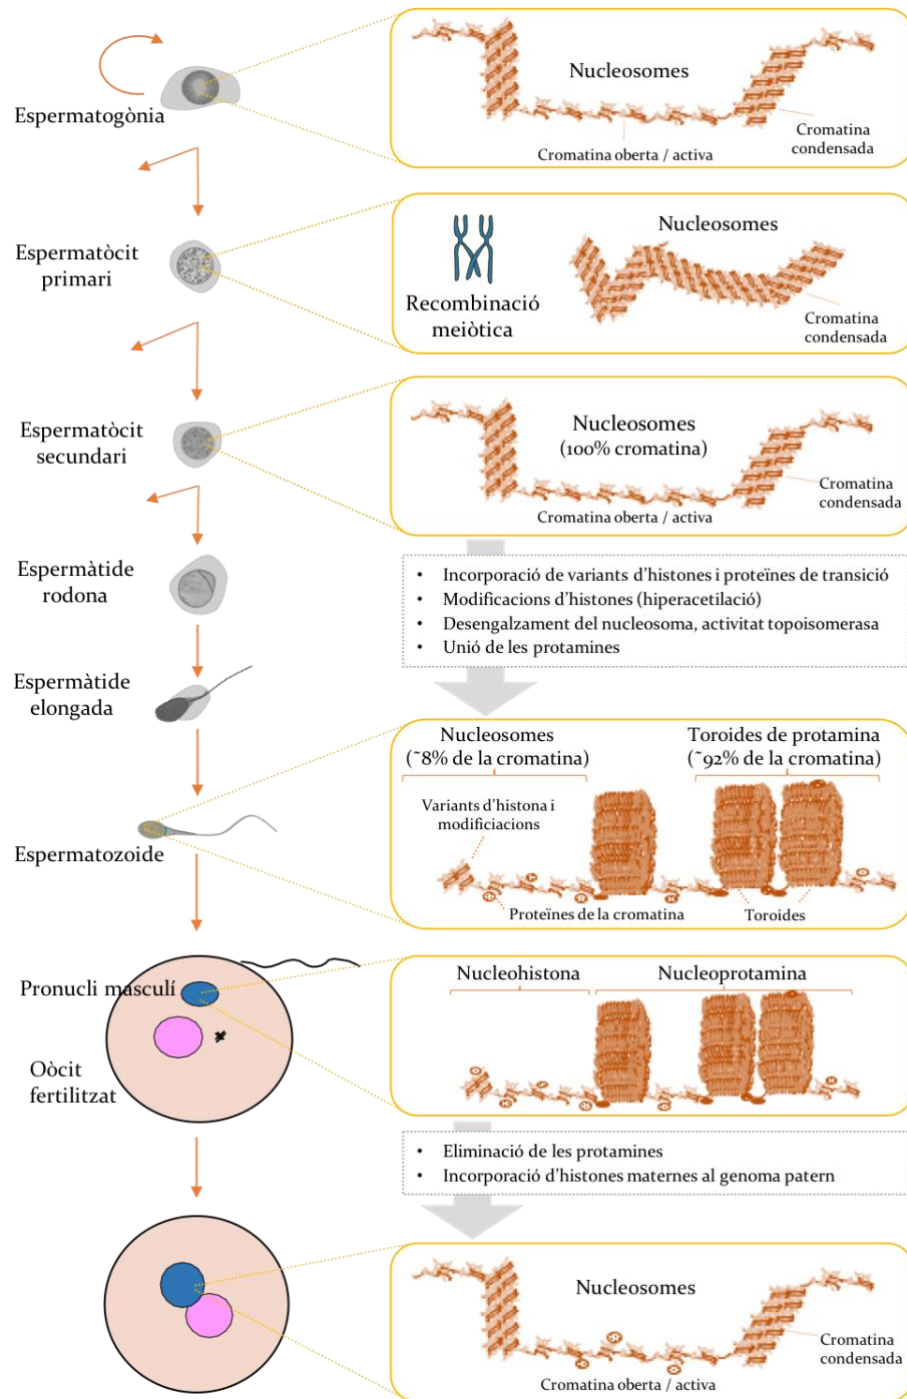 Espermatogònia
Nucleosomes
Cromatina oberta / activa
Cromatina
condensada
Espermatòcit
primari
Recombinació
meiòtica
Nucleosomes
Cromatina
condensada
Espermatòcit
secundari
Nucleosomes
(100% cromatina)
Cromatina oberta / activa
Cromatina
condensada
Espermàtide
rodona
• Incorporació de variants d'histones i proteïnes de transició
• Modificacions d'histones (hiperacetilació)
• Desengalzament del nucleosoma, activitat topoisomerasa
• Unió de les protamines
Espermàtide
elongada
Espermatozoide
Nucleosomes
(~8% de la cromatina)
Toroides de protamina
(~92% de la cromatina)
Variants d'histona i
modificiacions
Proteïnes de la cromatina
Toroides
Pronucli masculí
Oòcit
fertilitzat
Nucleohistona
Nucleoprotamina
• Eliminació de les protamines
• Incorporació d'histones maternes al genoma patern
Nucleosomes
Cromatina oberta / activa
Cromatina
condensada